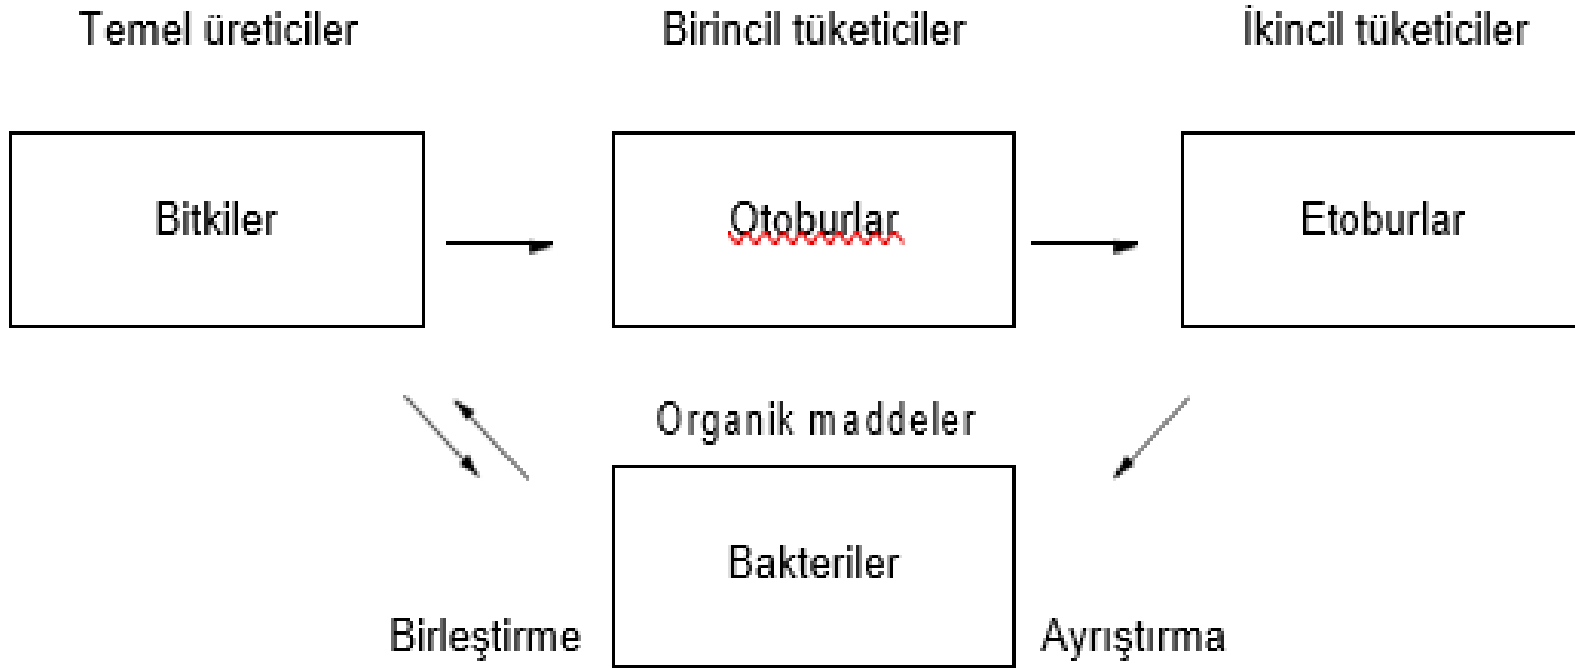 Temel üreticiler
Birincil tüketiciler
İkincil tüketiciler
Bitkiler
Otoburlar
Etoburlar
Organik maddeler
Bakteriler
Birleştirme
Ayrıştırma